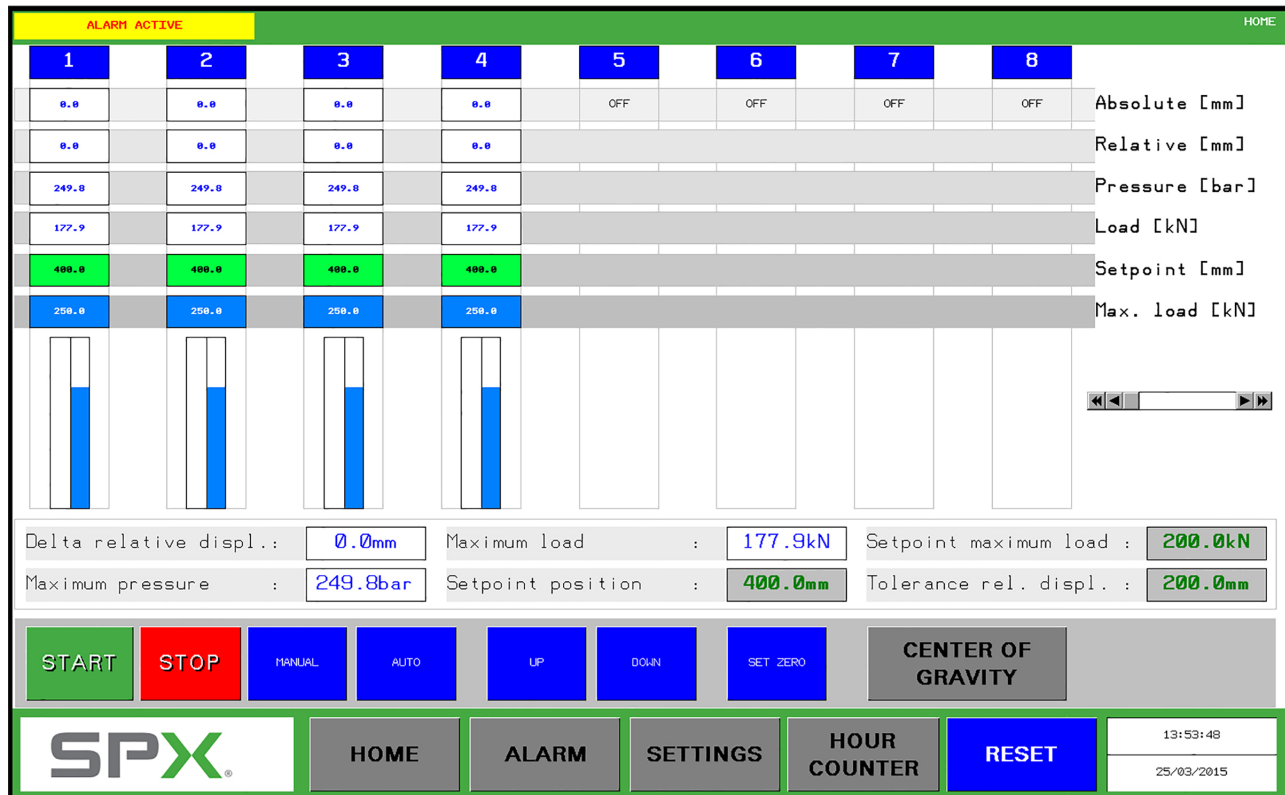 ALARM ACTIVE HOME
1 2 3 4 5 6 7 8
0.0 0.0 0.0 0.0 OFF OFF OFF OFF Absolute [mm]
0.0 0.0 0.0 0.0 Relative [mm]
249.8 249.8 249.8 249.8 Pressure [bar]
177.9 177.9 177.9 177.9 Load [kN]
400.0 400.0 400.0 400.0 Setpoint [mm]
250.0 250.0 250.0 250.0 Max. load [kN]
Delta relative displ.: 0.0mm Maximum load : 177.9kN Setpoint maximum load : 200.0kN
Maximum pressure : 249.8bar Setpoint position : 400.0mm Tolerance rel. displ. : 200.0mm
START STOP MANUAL AUTO UP DOWN SET ZERO CENTER OF
GRAVITY
SPX® HOME ALARM SETTINGS HOUR
COUNTER RESET 13:53:48
25/03/2015